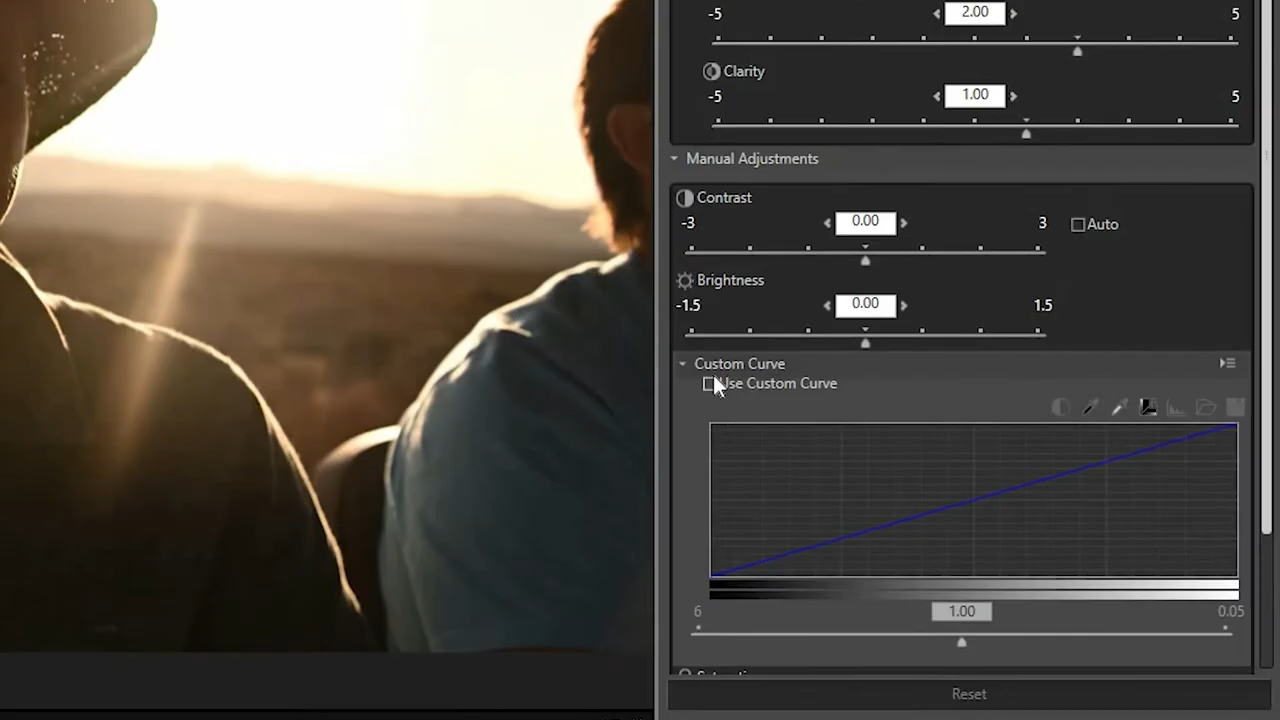 2.00
-5 5
Clarity
1.00
-5 5
Manual Adjustments
Contrast
-3 0.00 3 Auto
Brightness
-1.5 0.00 1.5
Custom Curve
Use Custom Curve
6 1.00 0.05
Reset